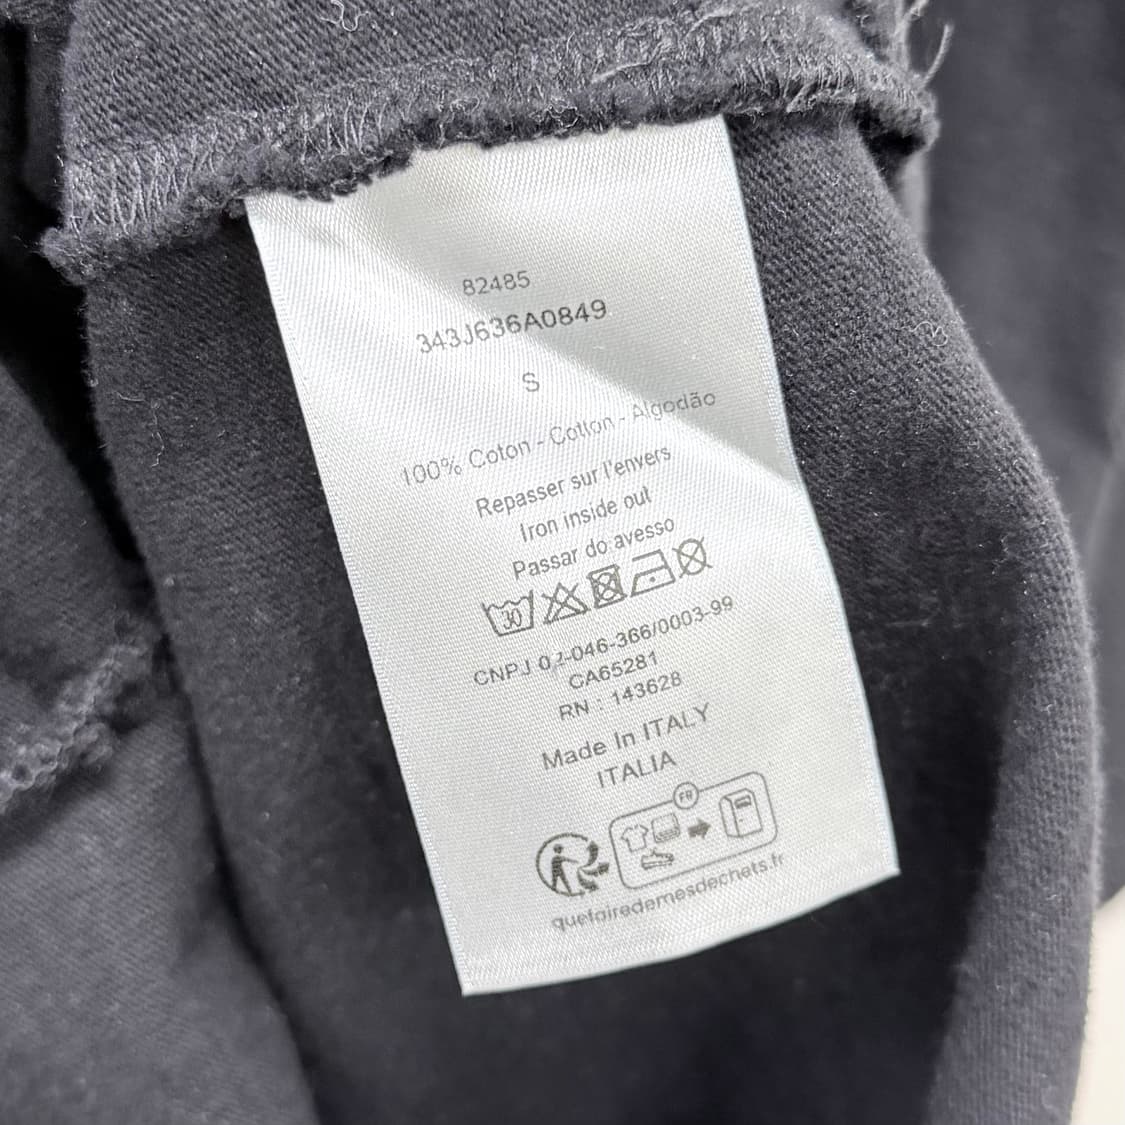 82485
343J636A0849
S
100% Coton - Cotton - Algodão
Repasser sur l'envers
Iron inside out
Passar do avesso
30
CNPJ 02-046-366/0003-99
CA65281
RN : 143628
Made In ITALY
ITALIA
FR
quefairedemesdechets.fr